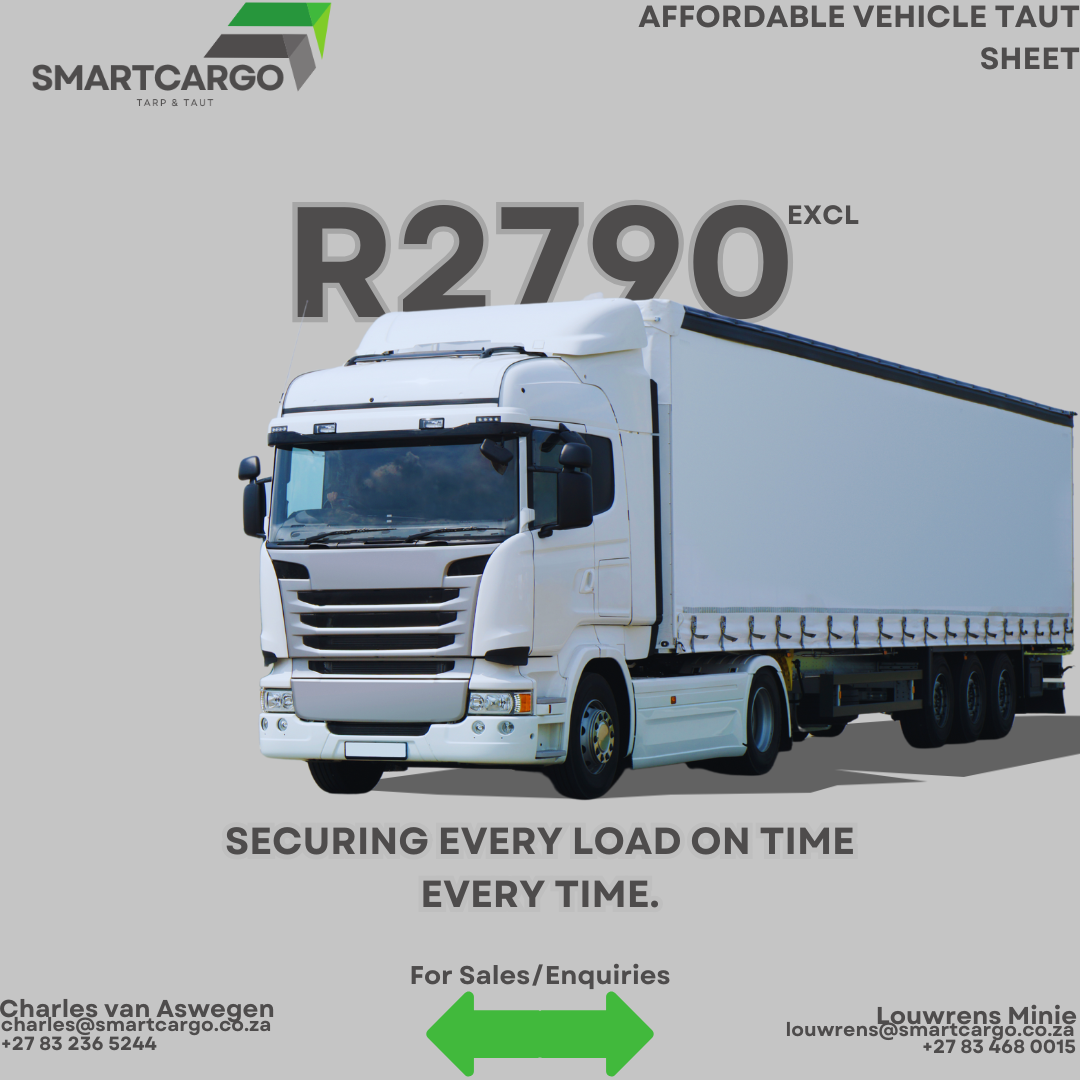 SMARTCARGO
TARP & TAUT
AFFORDABLE VEHICLE TAUT
SHEET
R2790 EXCL
SECURING EVERY LOAD ON TIME
EVERY TIME.
For Sales/Enquiries
Charles van Aswegen
charles@smartcargo.co.za
+27 83 236 5244
Louwrens Minie
louwrens@smartcargo.co.za
+27 83 468 0015